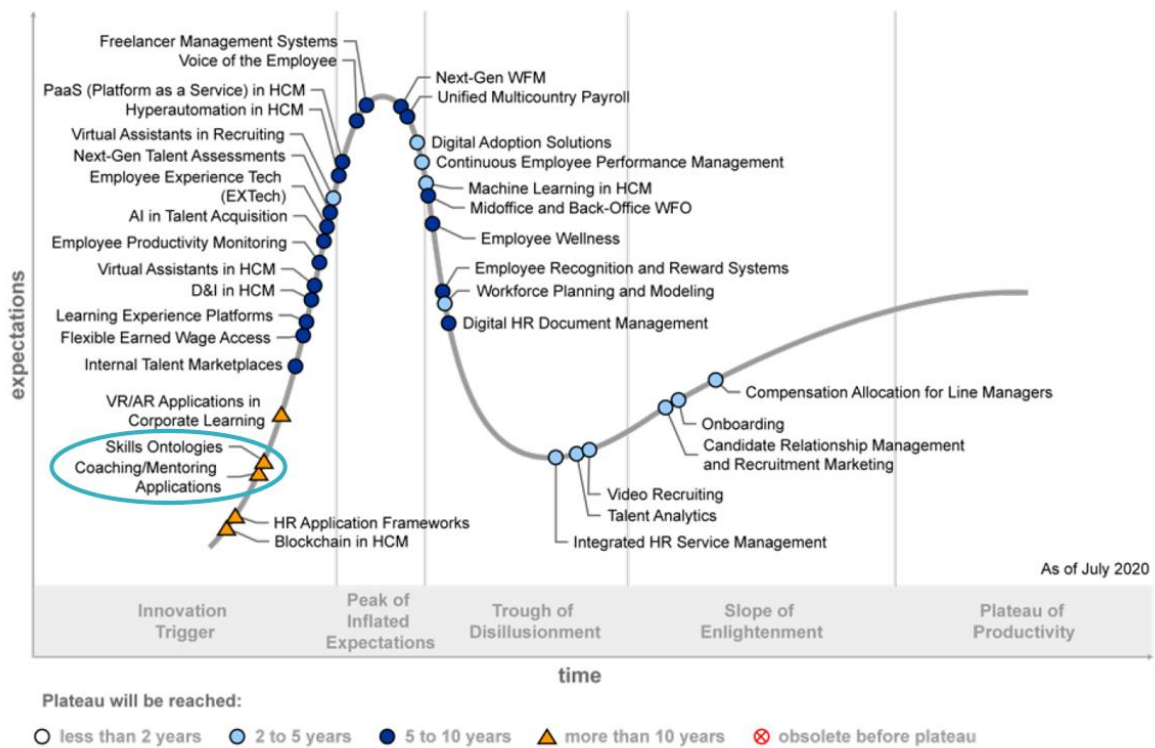 Freelancer Management Systems
Voice of the Employee
PaaS (Platform as a Service) in HCM
Hyperautomation in HCM
Virtual Assistants in Recruiting
Next-Gen Talent Assessments
Employee Experience Tech
(EXTech)
AI in Talent Acquisition
Employee Productivity Monitoring
Virtual Assistants in HCM
D&I in HCM
Learning Experience Platforms
Flexible Earned Wage Access
Internal Talent Marketplaces
VR/AR Applications in
Corporate Learning
Skills Ontologies
Coaching/Mentoring
Applications
HR Application Frameworks
Blockchain in HCM
Next-Gen WFM
Unified Multicountry Payroll
Digital Adoption Solutions
Continuous Employee Performance Management
Machine Learning in HCM
Midoffice and Back-Office WFO
Employee Wellness
Employee Recognition and Reward Systems
Workforce Planning and Modeling
Digital HR Document Management
Compensation Allocation for Line Managers
Onboarding
Candidate Relationship Management
and Recruitment Marketing
Video Recruiting
Talent Analytics
Integrated HR Service Management
As of July 2020
expectations
Innovation
Trigger
Peak of
Inflated
Expectations
Trough of
Disillusionment
Slope of
Enlightenment
Plateau of
Productivity
time
Plateau will be reached:
less than 2 years
2 to 5 years
5 to 10 years
more than 10 years
obsolete before plateau